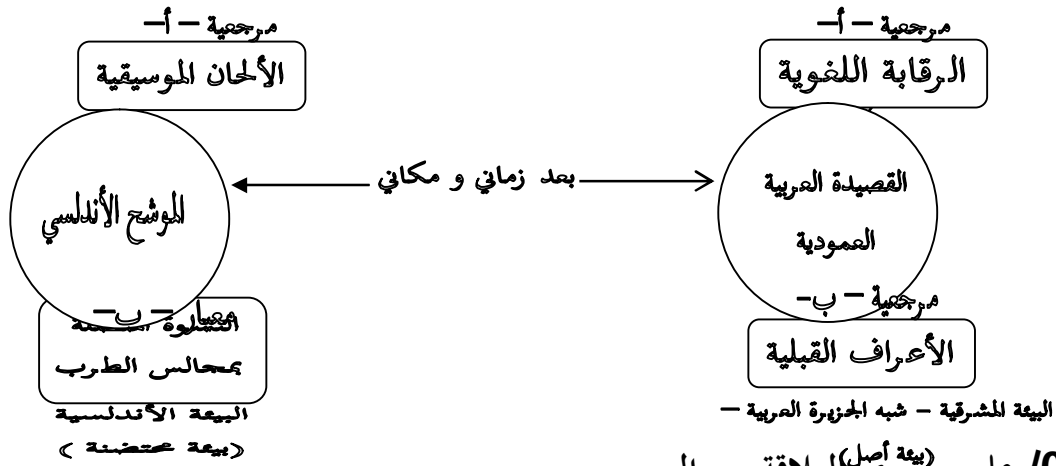 مرجعية – أ–
الرقابة اللغوية
القصيدة العربية
العمودية
مرجعية – ب-
الأعراف القبلية
البيئة المشرقية – شبه الجزيرة العربية –
(بيئة أصل)
بعد زماني و مكاني
مرجعية – أ–
الألحان الموسيقية
الموشح الأندلسي
– ب–
بمجالس الطرب
البيئة الأندلسية
(بيئة محتضنة )